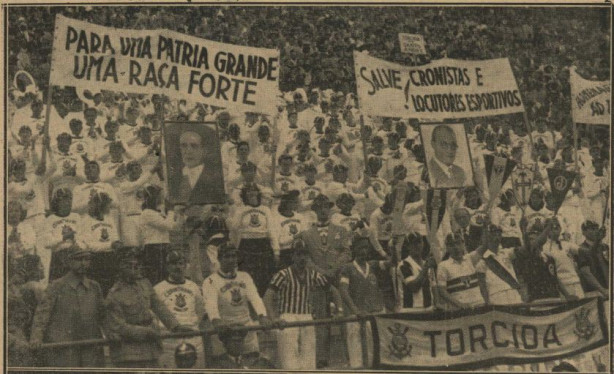 PARA UMA PATRIA GRANDE
UMA-RAÇA FORTE
SALVE! CRONISTAS E
LOCUTORES ESPORTIVOS
TORCIDA